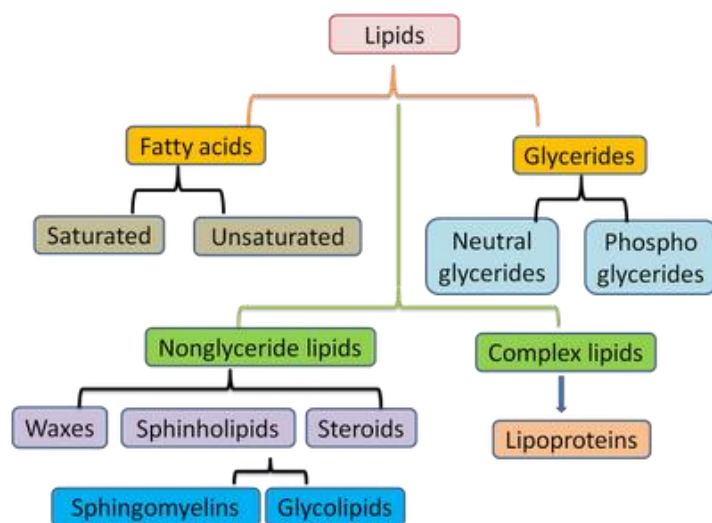 Lipids
Fatty acids
Glycerides
Saturated
Unsaturated
Neutral
glycerides
Phospho
glycerides
Nonglyceride lipids
Complex lipids
Waxes
Sphinholipids
Steroids
Lipoproteins
Sphingomyelins
Glycolipids